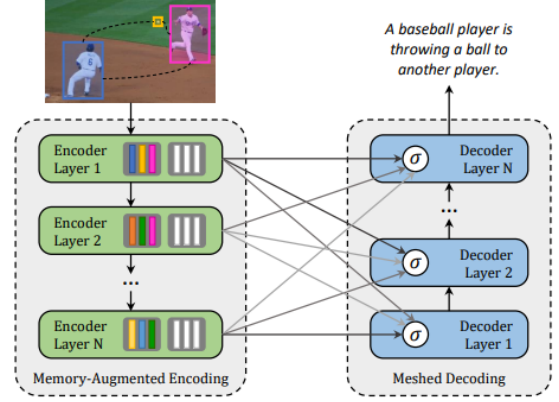 A baseball player is
throwing a ball to
another player.
Encoder
Layer 1
Encoder
Layer 2
...
Encoder
Layer N
Memory-Augmented Encoding
σ
Decoder
Layer N
...
σ
Decoder
Layer 2
σ
Decoder
Layer 1
Meshed Decoding